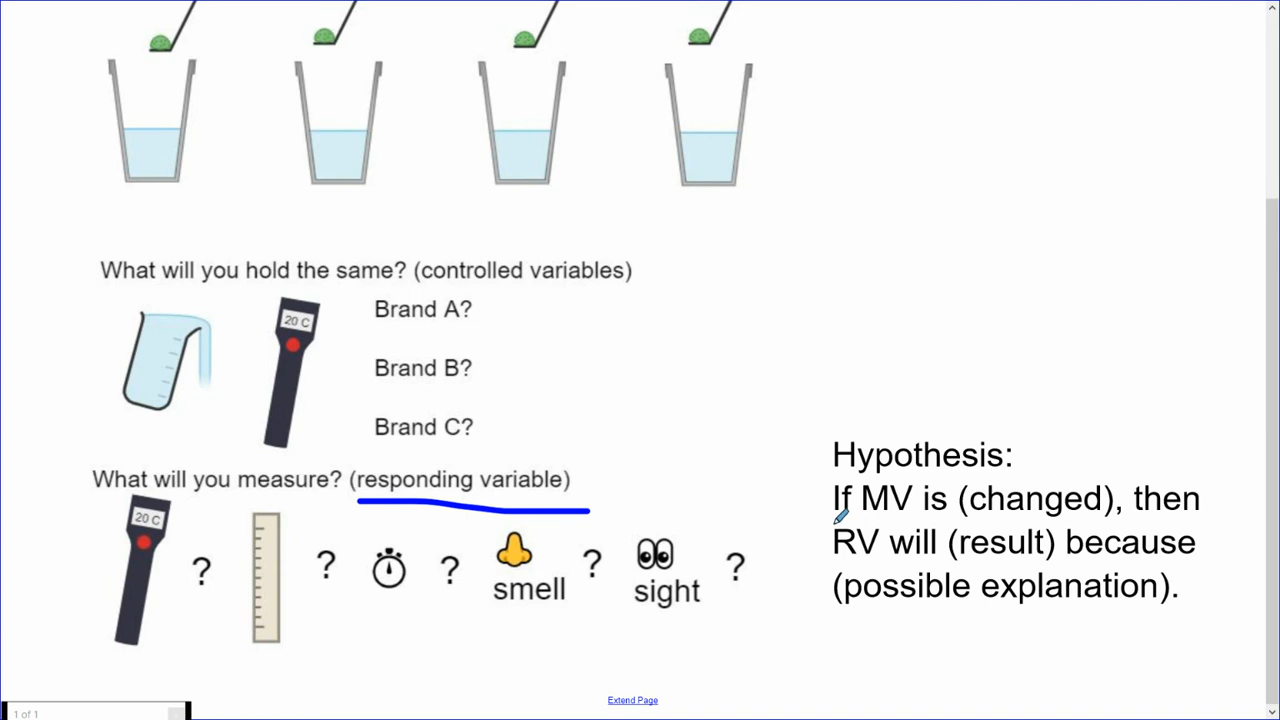 What will you hold the same? (controlled variables)
20 C
Brand A?
Brand B?
Brand C?
What will you measure? (responding variable)
20 C
?
?
?
smell
?
sight
?
Hypothesis:
If MV is (changed), then
RV will (result) because
(possible explanation).
Extend Page
1 of 1